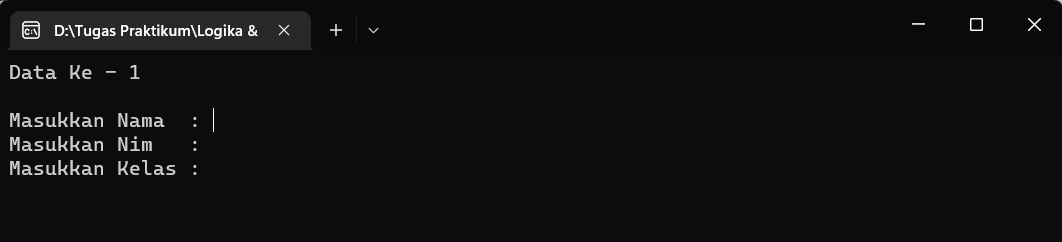 D:\Tugas Praktikum\Logika &
Data Ke - 1
Masukkan Nama :
Masukkan Nim :
Masukkan Kelas :